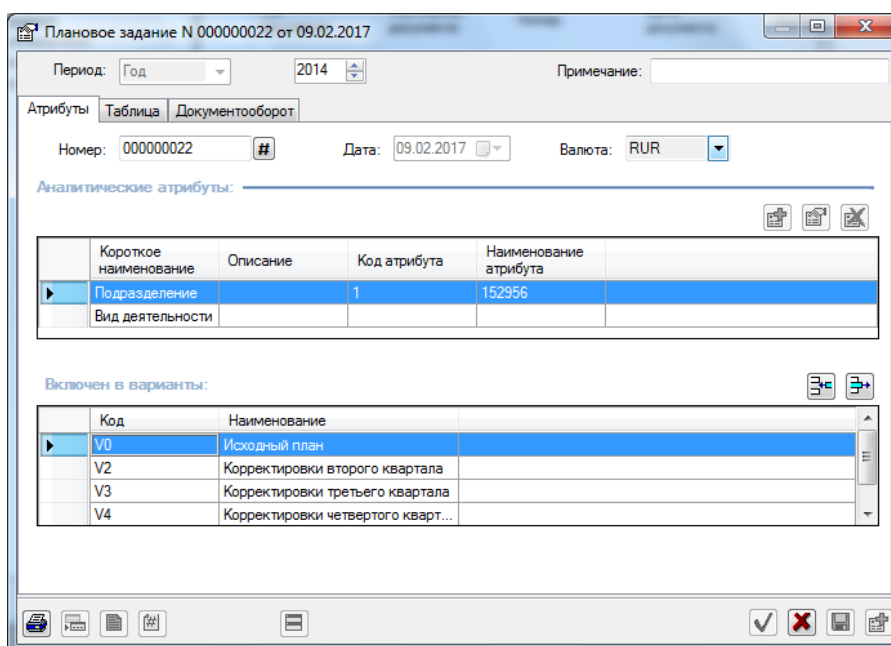 Плановое задание N 000000022 от 09.02.2017
Период: Год 2014 Примечание:
Атрибуты Таблица Документооборот
Номер: 000000022 # Дата: 09.02.2017 Валюта: RUR
Аналитические атрибуты:
Короткое наименование Описание Код атрибута Наименование атрибута
Подразделение 1 152956
Вид деятельности
Включен в варианты:
Код Наименование
V0 Исходный план
V2 Корректировки второго квартала
V3 Корректировки третьего квартала
V4 Корректировки четвертого кварт...